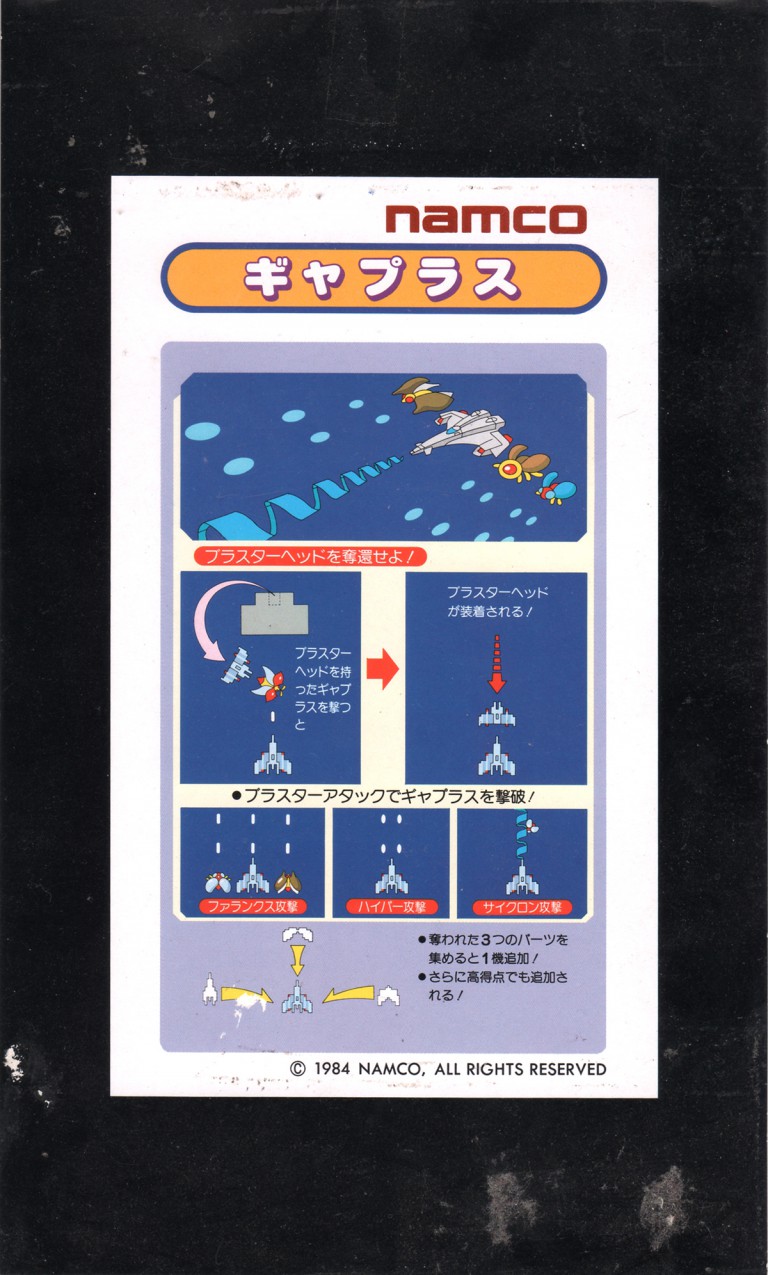 namco
ギャプラス
ブラスターヘッドを奪還せよ！
ブラスター
ヘッドを持
ったギャプ
ラスを撃つ
と
ブラスターヘッド
が装着される！
●ブラスターアタックでギャプラスを撃破！
ファランクス攻撃
ハイパー攻撃
サイクロン攻撃
●奪われた3つのパーツを
集めると1機追加！
●さらに高得点でも追加さ
れる！
© 1984 NAMCO, ALL RIGHTS RESERVED